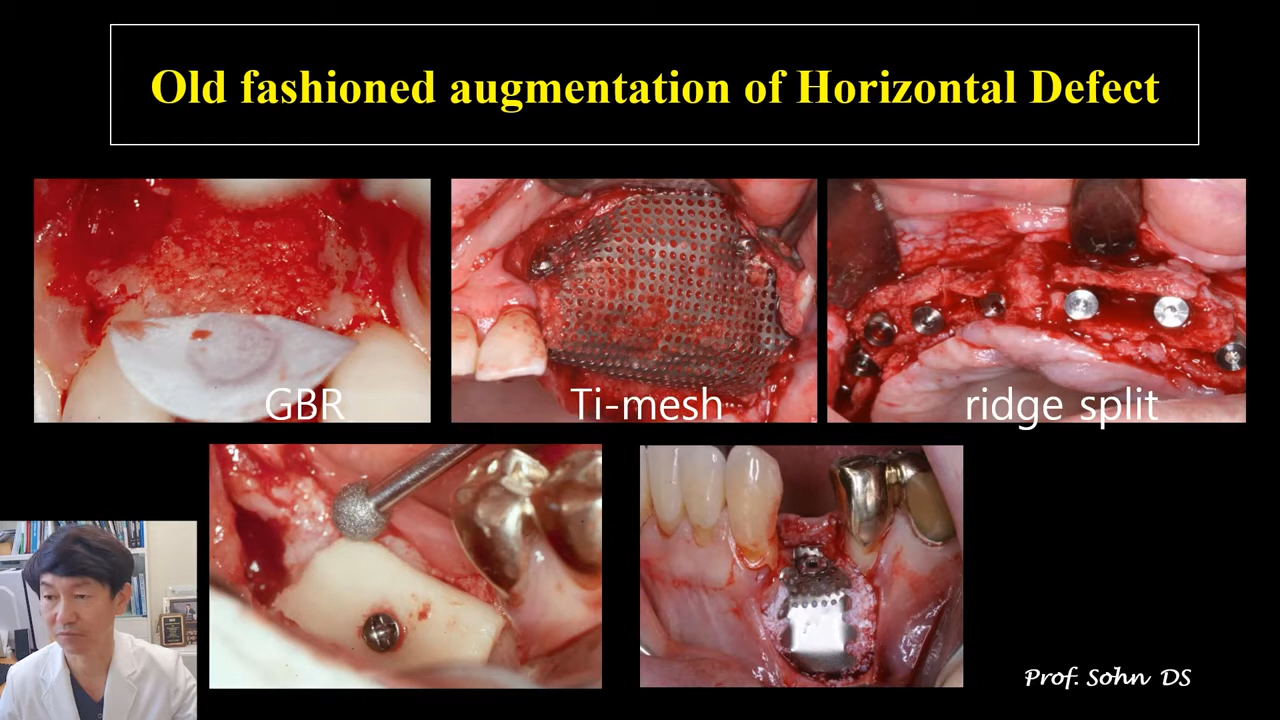 Old fashioned augmentation of Horizontal Defect
GBR
Ti-mesh
ridge split
Prof. Sohn DS